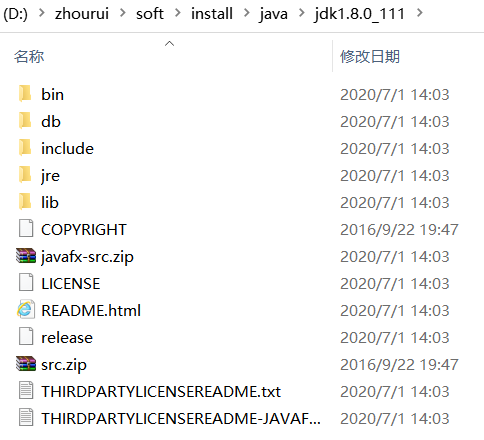 (D:) > zhourui > soft > install > java > jdk1.8.0_111 >
名称 修改日期
bin 2020/7/1 14:03
db 2020/7/1 14:03
include 2020/7/1 14:03
jre 2020/7/1 14:03
lib 2020/7/1 14:03
COPYRIGHT 2016/9/22 19:47
javafx-src.zip 2020/7/1 14:03
LICENSE 2020/7/1 14:03
README.html 2020/7/1 14:03
release 2020/7/1 14:03
src.zip 2016/9/22 19:47
THIRDPARTYLICENSEREADME.txt 2020/7/1 14:03
THIRDPARTYLICENSEREADME-JAVAF... 2020/7/1 14:03